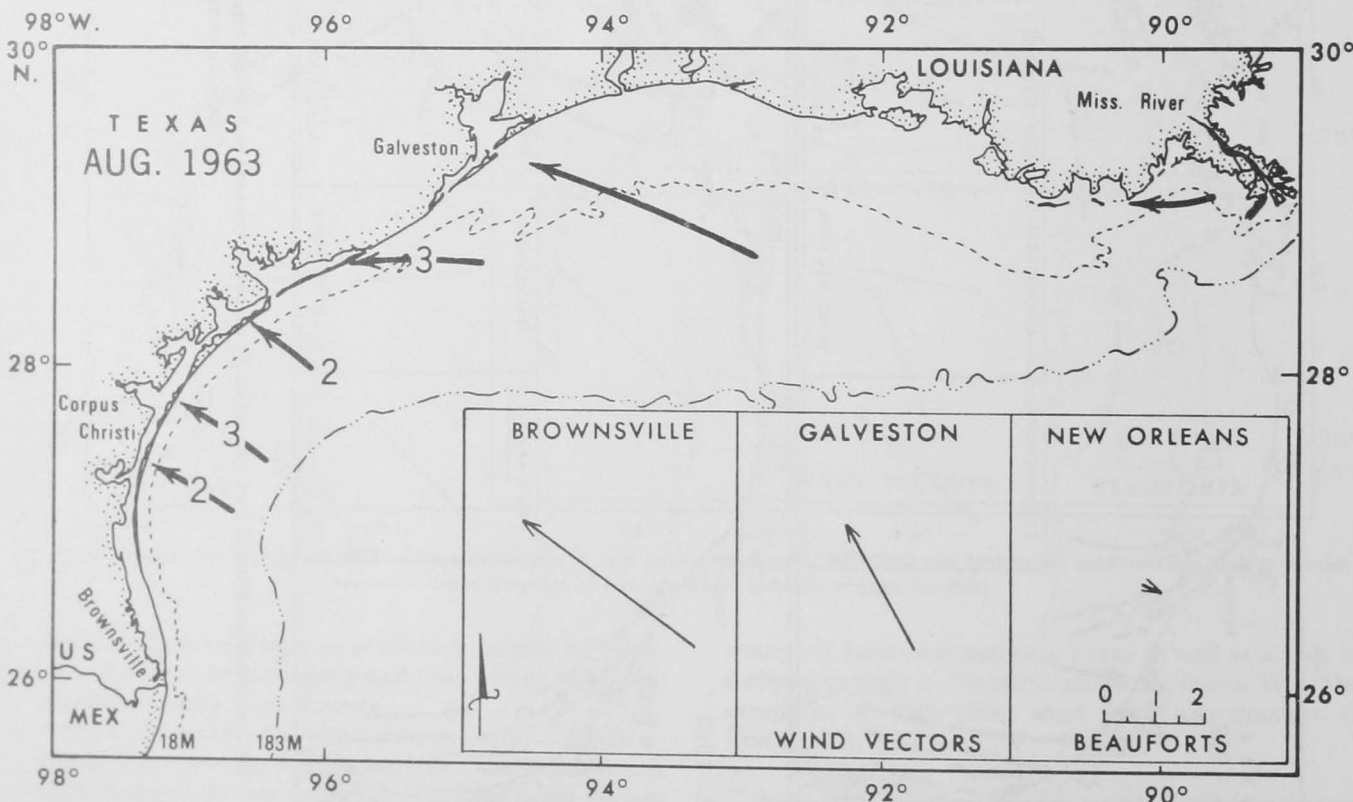 98°W. 96° 94° 92° 90°
30° N. 30°
LOUISIANA
Miss. River
TEXAS
AUG. 1963
Galveston
3
2
28° 28°
Corpus Christi
3
2
BROWNSVILLE GALVESTON NEW ORLEANS
Brownsville
US
26° 26°
MEX
0 2
18M 183M WIND VECTORS BEAUFORTS
98° 96° 94° 92° 90°